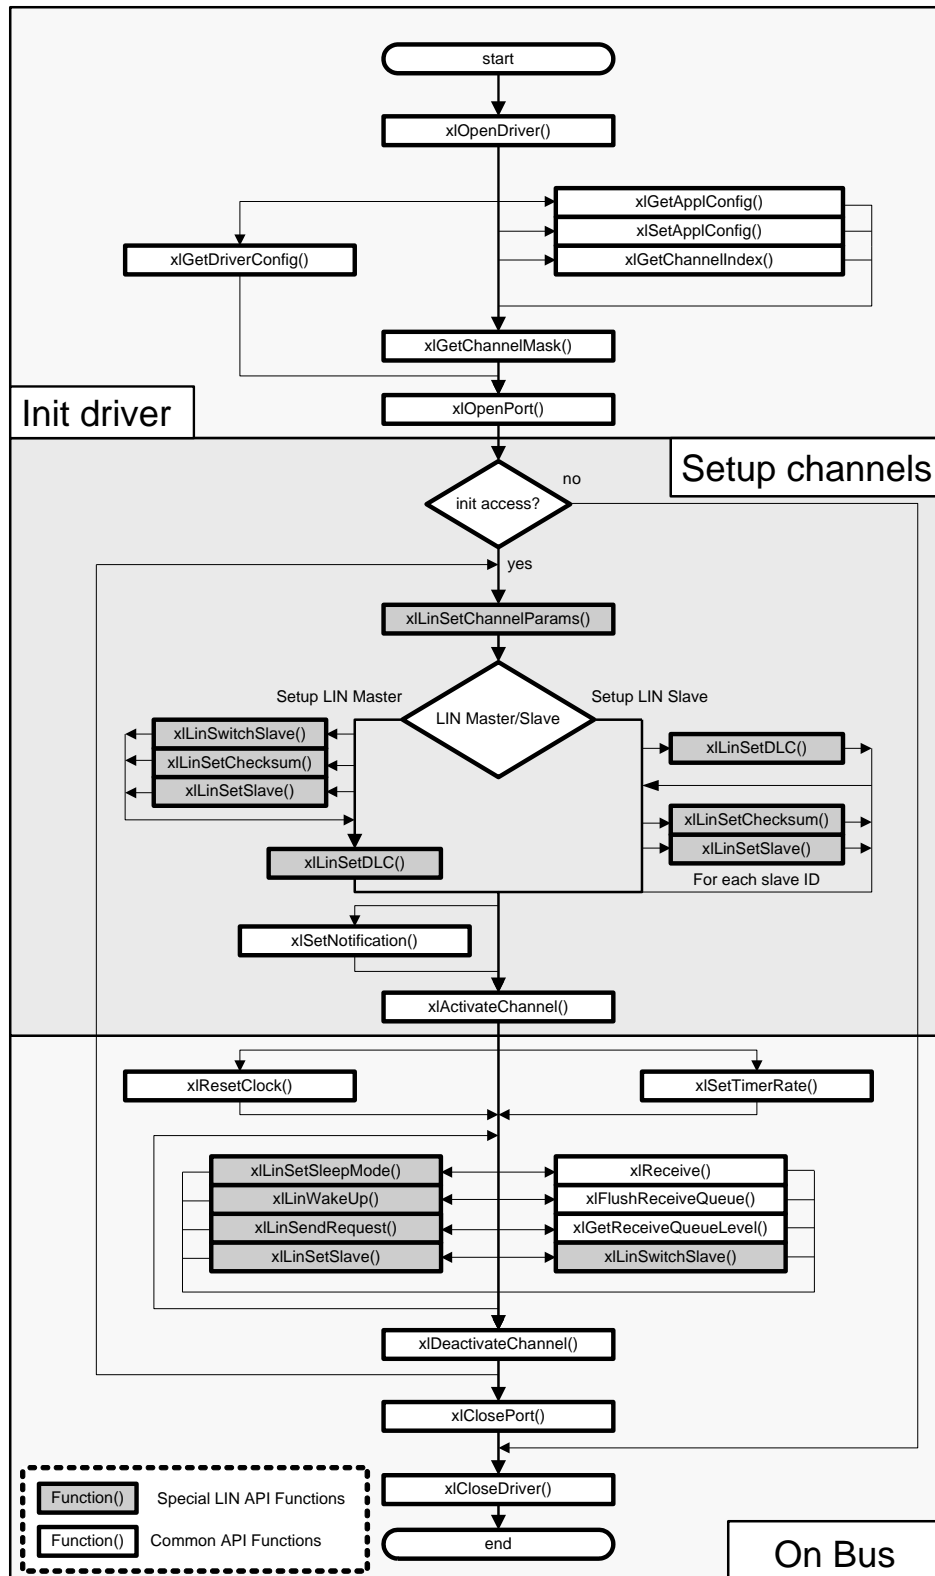 start
xlOpenDriver()
xlGetApplConfig()
xlSetApplConfig()
xlGetDriverConfig()
xlGetChannelIndex()
xlGetChannelMask()
xlOpenPort()
Init driver
Setup channels
no
init access?
yes
xlLinSetChannelParams()
Setup LIN Master
Setup LIN Slave
LIN Master/Slave
xlLinSwitchSlave()
xlLinSetChecksum()
xlLinSetSlave()
xlLinSetDLC()
xlLinSetDLC()
xlLinSetChecksum()
xlLinSetSlave()
For each slave ID
xlSetNotification()
xlActivateChannel()
xlResetClock()
xlSetTimerRate()
xlLinSetSleepMode()
xlReceive()
xlLinWakeUp()
xlFlushReceiveQueue()
xlLinSendRequest()
xlGetReceiveQueueLevel()
xlLinSetSlave()
xlLinSwitchSlave()
xlDeactivateChannel()
xlClosePort()
xlCloseDriver()
end
Function() Special LIN API Functions
Function() Common API Functions
On Bus